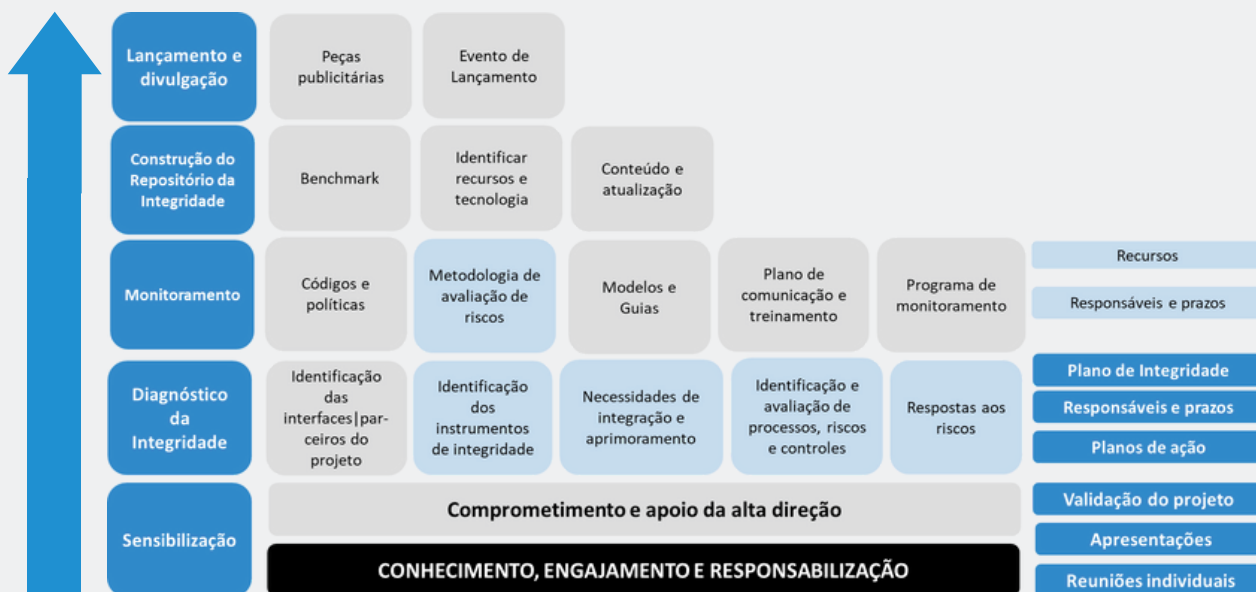 Lançamento e
divulgação
Peças
publicitárias
Evento de
Lançamento
Construção do
Repositório da
Integridade
Benchmark
Identificar
recursos e
tecnologia
Conteúdo e
atualização
Monitoramento
Códigos e
políticas
Metodologia de
avaliação de
riscos
Modelos e
Guias
Plano de
comunicação e
treinamento
Programa de
monitoramento
Recursos
Responsáveis e prazos
Diagnóstico
da
Integridade
Identificação
das
interfaces|par-
ceiros do
projeto
Identificação
dos
instrumentos
de integridade
Necessidades de
integração e
aprimoramento
Identificação e
avaliação de
processos, riscos
e controles
Respostas aos
riscos
Plano de Integridade
Responsáveis e prazos
Planos de ação
Sensibilização
Comprometimento e apoio da alta direção
CONHECIMENTO, ENGAJAMENTO E RESPONSABILIZAÇÃO
Validação do projeto
Apresentações
Reuniões individuais